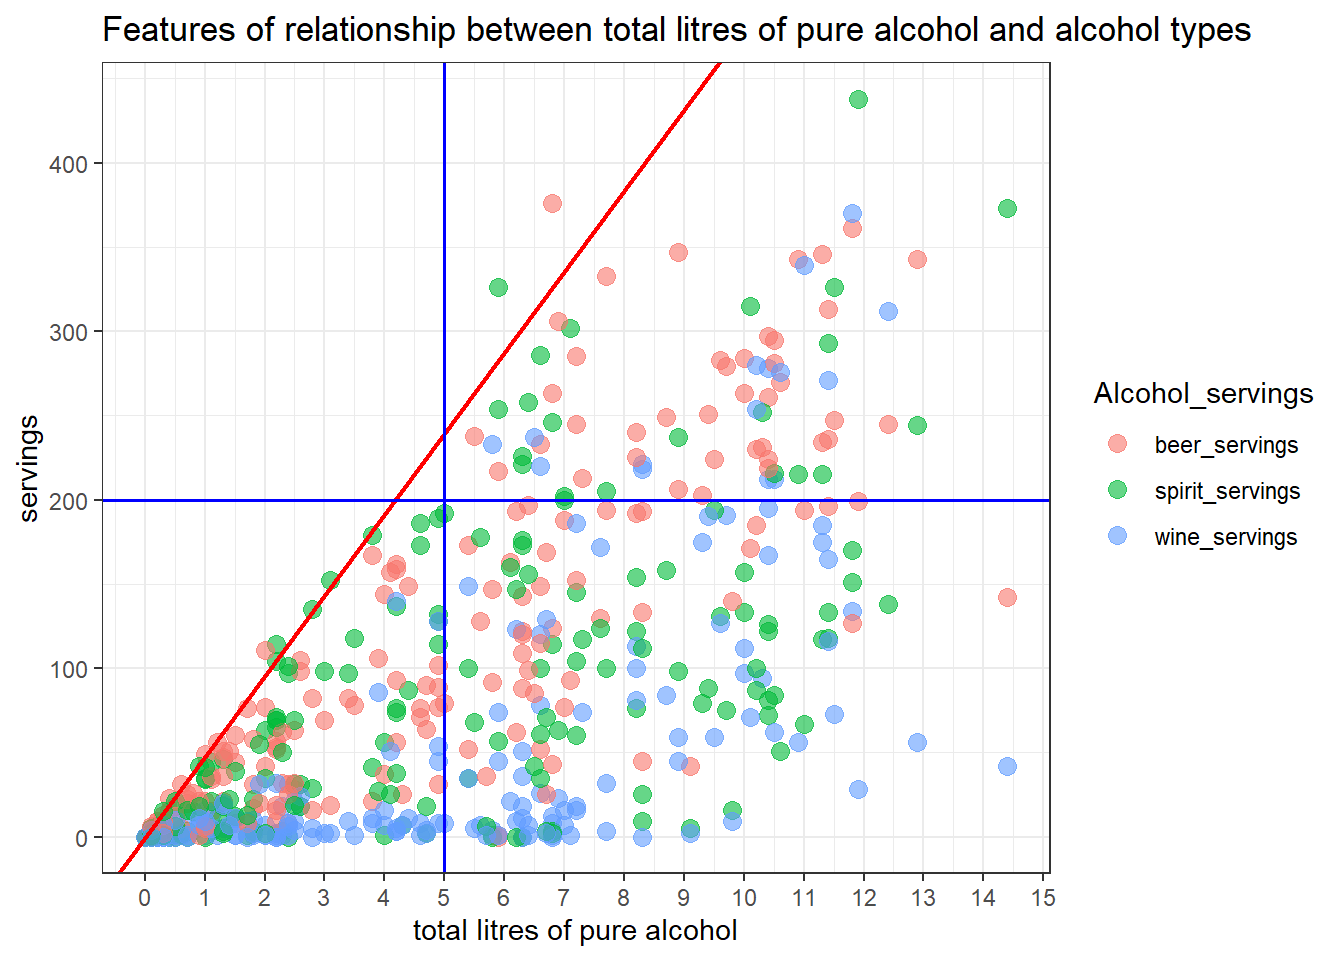 Features of relationship between total litres of pure alcohol and alcohol types
servings
400
300
200
100
0
0 1 2 3 4 5 6 7 8 9 10 11 12 13 14 15
total litres of pure alcohol
Alcohol_servings
beer_servings
spirit_servings
wine_servings